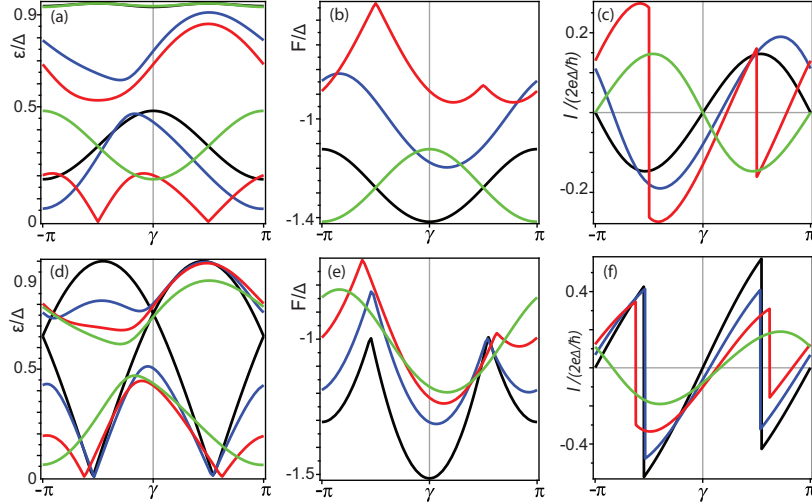 (a)
ε/Δ
0.9
0.5
0
-π
γ
π
(b)
F/Δ
-1
-1.4
-π
γ
π
(c)
I /(2eΔ/ħ)
0.2
-0.2
-π
γ
π
(d)
ε/Δ
0.9
0.5
0
-π
γ
π
(e)
F/Δ
-1
-1.5
-π
γ
π
(f)
I /(2eΔ/ħ)
0.4
-0.4
-π
γ
π